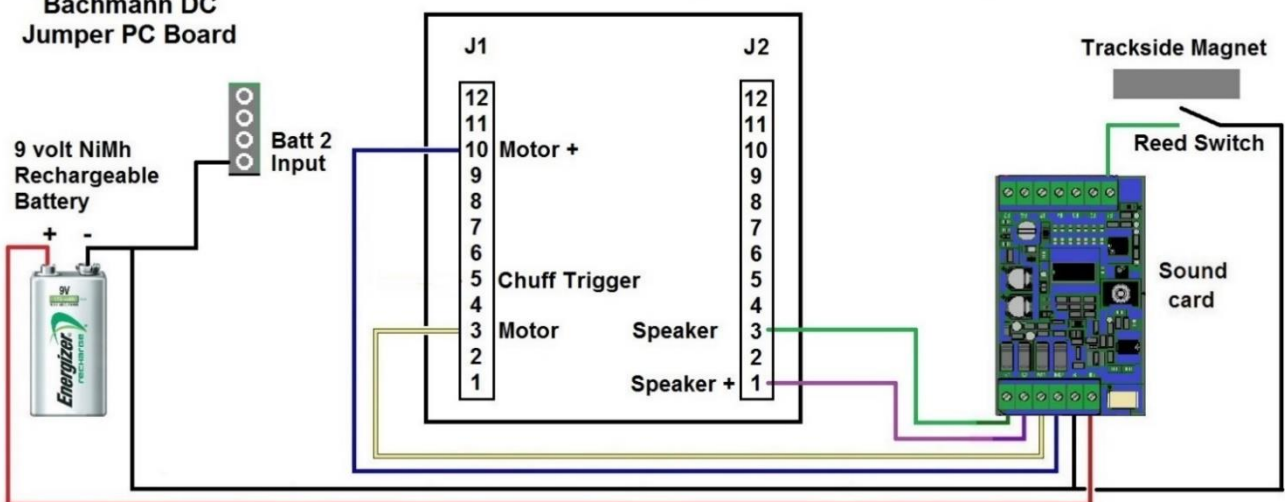 Bachmann DC
Jumper PC Board
J1
J2
Trackside Magnet
Reed Switch
9 volt NiMh
Rechargeable
Battery
+ -
Batt 2
Input
12
11
10 Motor +
9
8
7
6
5 Chuff Trigger
4
3 Motor
2
1
12
11
10
9
8
7
6
5
4
Speaker 3
2
Speaker + 1
Sound
card
9V
Energizer
recharge